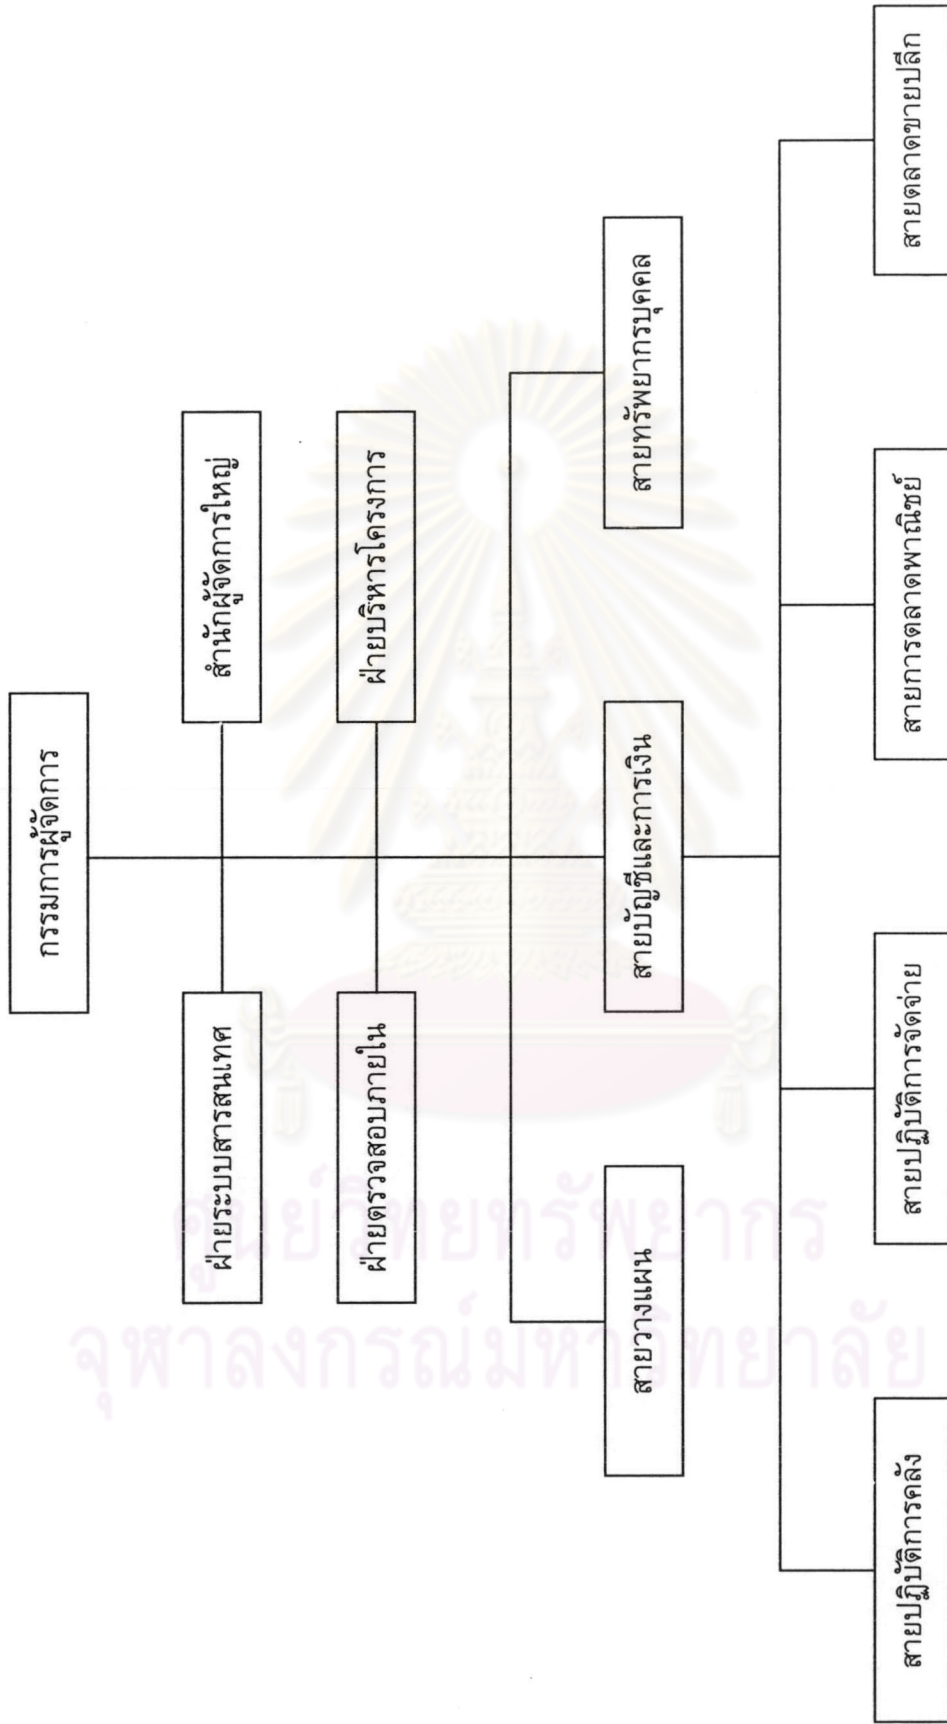 กรรมการผู้จัดการ
ฝ่ายระบบสารสนเทศ
สำนักผู้จัดการใหญ่
ฝ่ายตรวจสอบภายใน
ฝ่ายบริหารโครงการ
สายวางแผน
สายบัญชีและการเงิน
สายทรัพยากรบุคคล
สายปฏิบัติการคลัง
สายปฏิบัติการจัดจ่าย
สายการตลาดพาณิชย์
สายตลาดขายปลีก
ศูนย์วิทยทรัพยากร
จุฬาลงกรณ์มหาวิทยาลัย